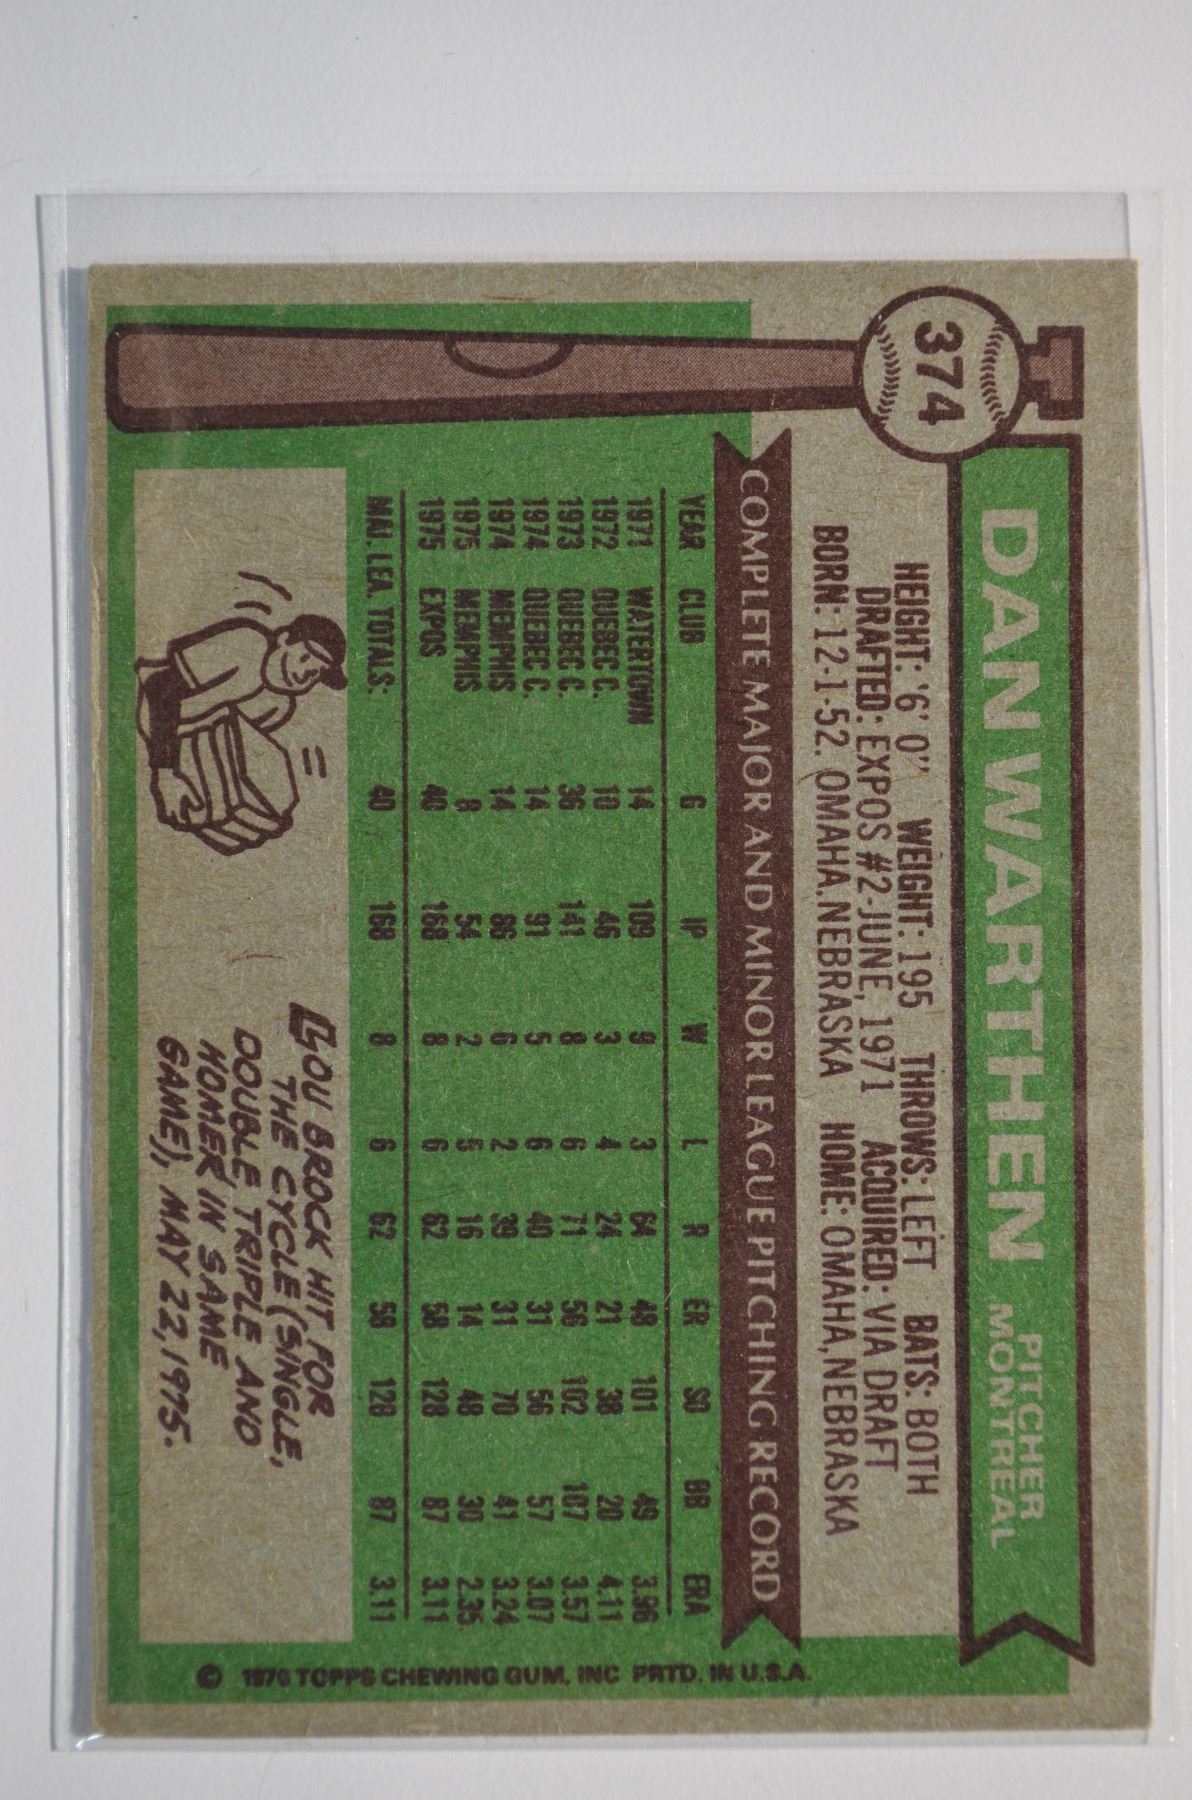 374
DAN WARTHEN
PITCHER
MONTREAL
HEIGHT: '6' 0" WEIGHT: 195 THROWS: LEFT BATS: BOTH
DRAFTED: EXPOS #2-JUNE, 1971 ACQUIRED: VIA DRAFT
BORN: 12-1-52, OMAHA, NEBRASKA HOME: OMAHA, NEBRASKA
COMPLETE MAJOR AND MINOR LEAGUE PITCHING RECORD
YEAR CLUB G IP W L R ER SO BB ERA
1971 WATERTOWN 14 109 9 3 64 48 101 49 3.96
1972 QUEBEC C. 10 46 3 4 24 21 38 20 4.11
1973 QUEBEC C. 36 141 8 6 71 56 102 107 3.57
1974 QUEBEC C. 14 91 5 6 40 31 56 57 3.07
1974 MEMPHIS 14 86 6 2 39 31 70 41 3.24
1975 MEMPHIS 8 54 2 5 16 14 48 30 2.35
1975 EXPOS 40 168 8 6 62 58 128 87 3.11
MAJ. LEA. TOTALS: 40 168 8 6 62 58 128 87 3.11
LOU BROCK HIT FOR
THE CYCLE (SINGLE,
DOUBLE TRIPLE AND
HOMER IN SAME
GAME), MAY 22, 1975.
© 1976 TOPPS CHEWING GUM, INC PRTD. IN U.S.A.